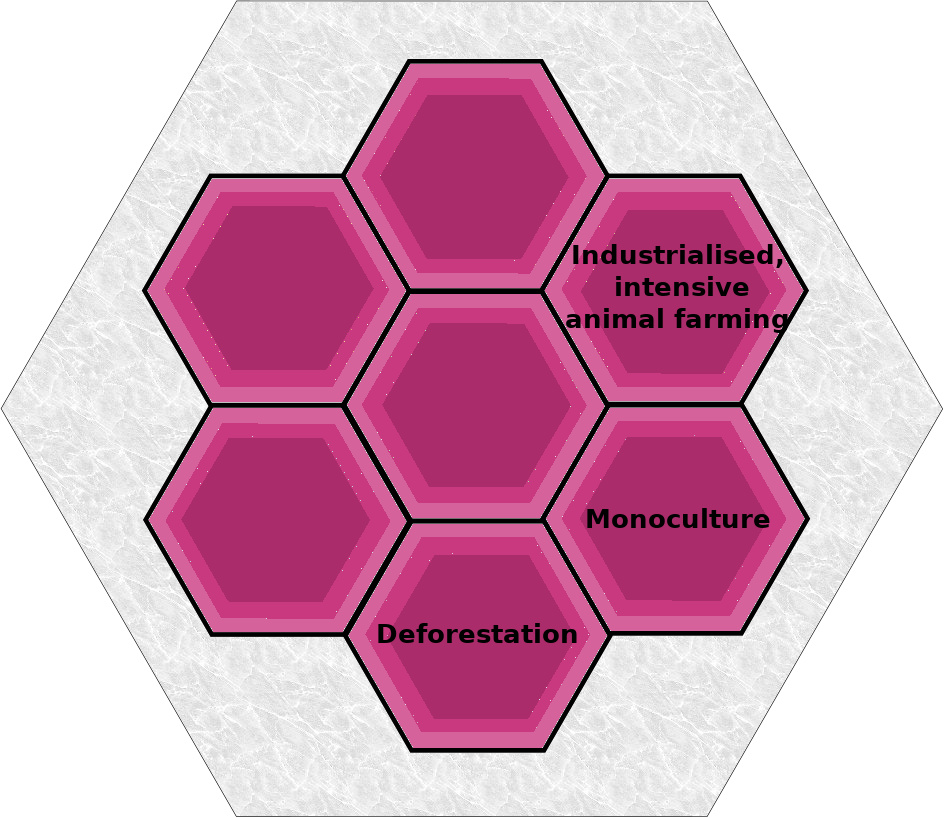 Industrialised,
intensive
animal farming
Monoculture
Deforestation